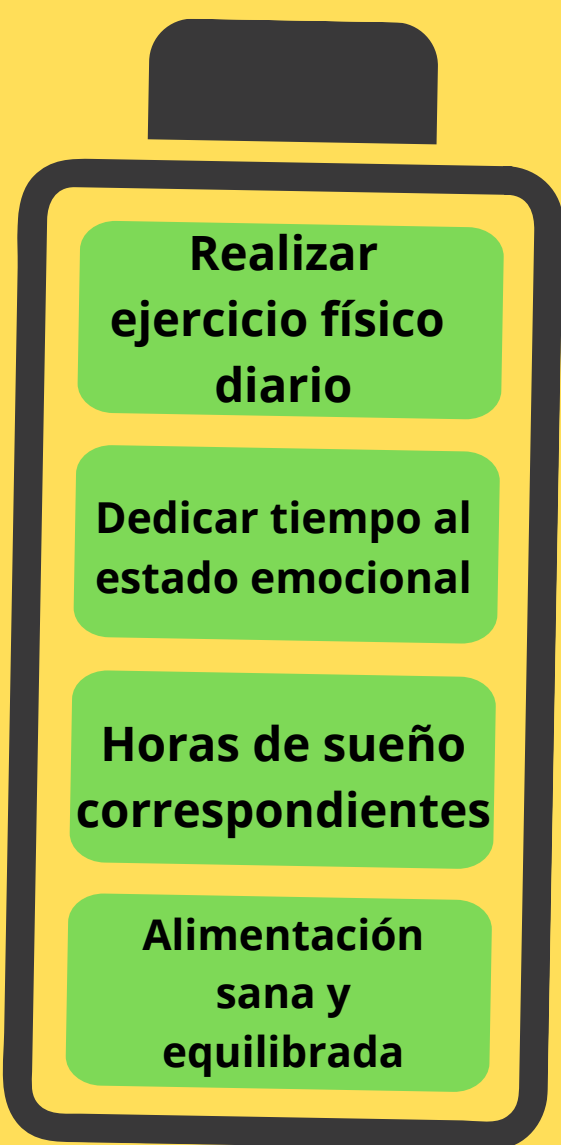 Realizar
ejercicio físico
diario
Dedicar tiempo al
estado emocional
Horas de sueño
correspondientes
Alimentación
sana y
equilibrada